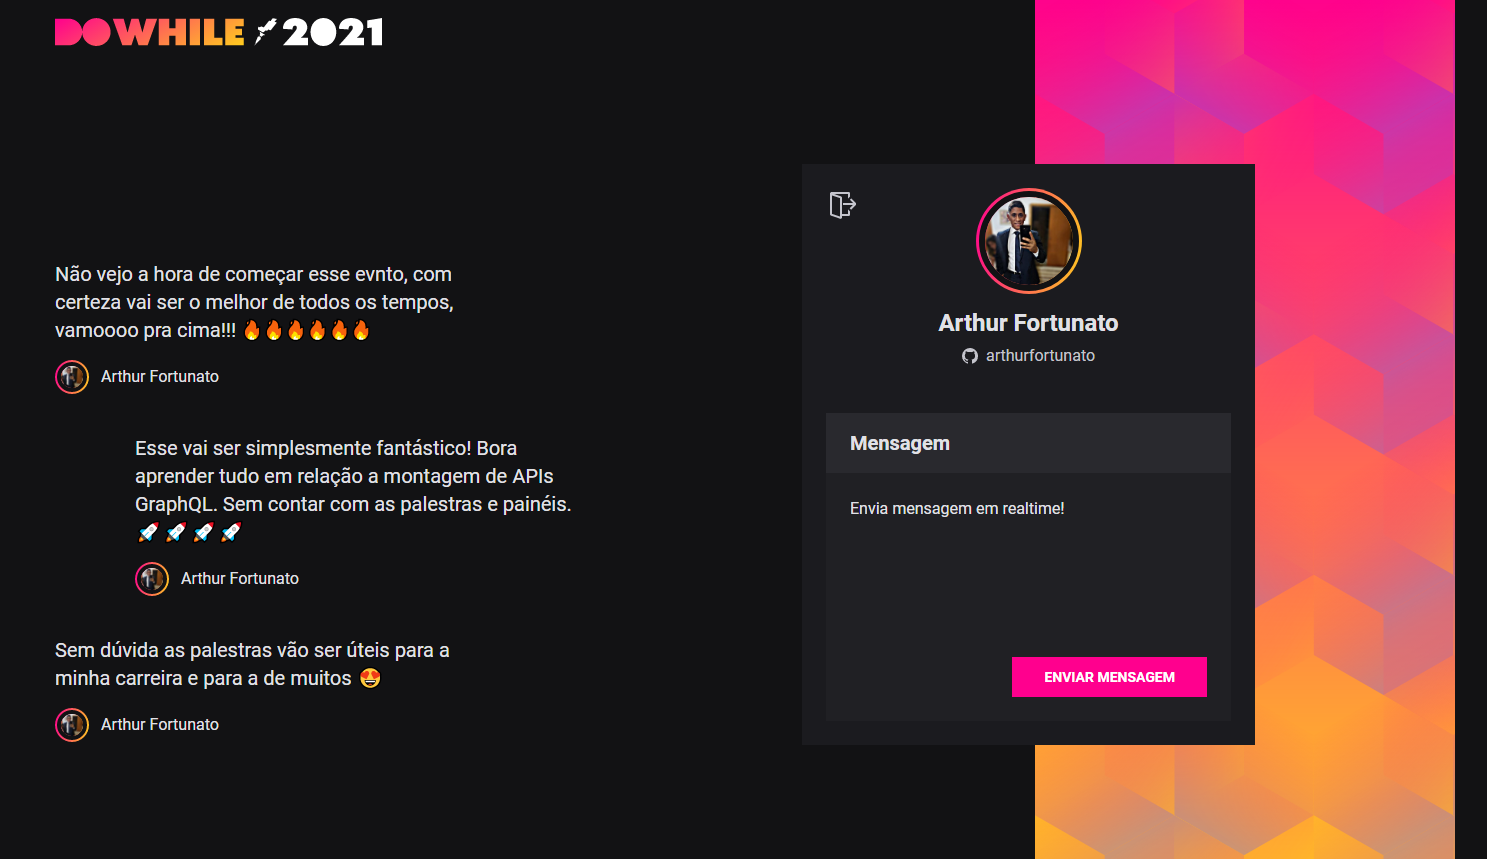 DOWHILE 2021
Não vejo a hora de começar esse evnto, com
certeza vai ser o melhor de todos os tempos,
vamoooo pra cima!!! 🔥🔥🔥🔥🔥🔥
Arthur Fortunato
Esse vai ser simplesmente fantástico! Bora
aprender tudo em relação a montagem de APIs
GraphQL. Sem contar com as palestras e painéis.
🚀 🚀 🚀 🚀
Arthur Fortunato
Sem dúvida as palestras vão ser úteis para a
minha carreira e para a de muitos 😍
Arthur Fortunato
Arthur Fortunato
arthurfortunato
Mensagem
Envia mensagem em realtime!
ENVIAR MENSAGEM